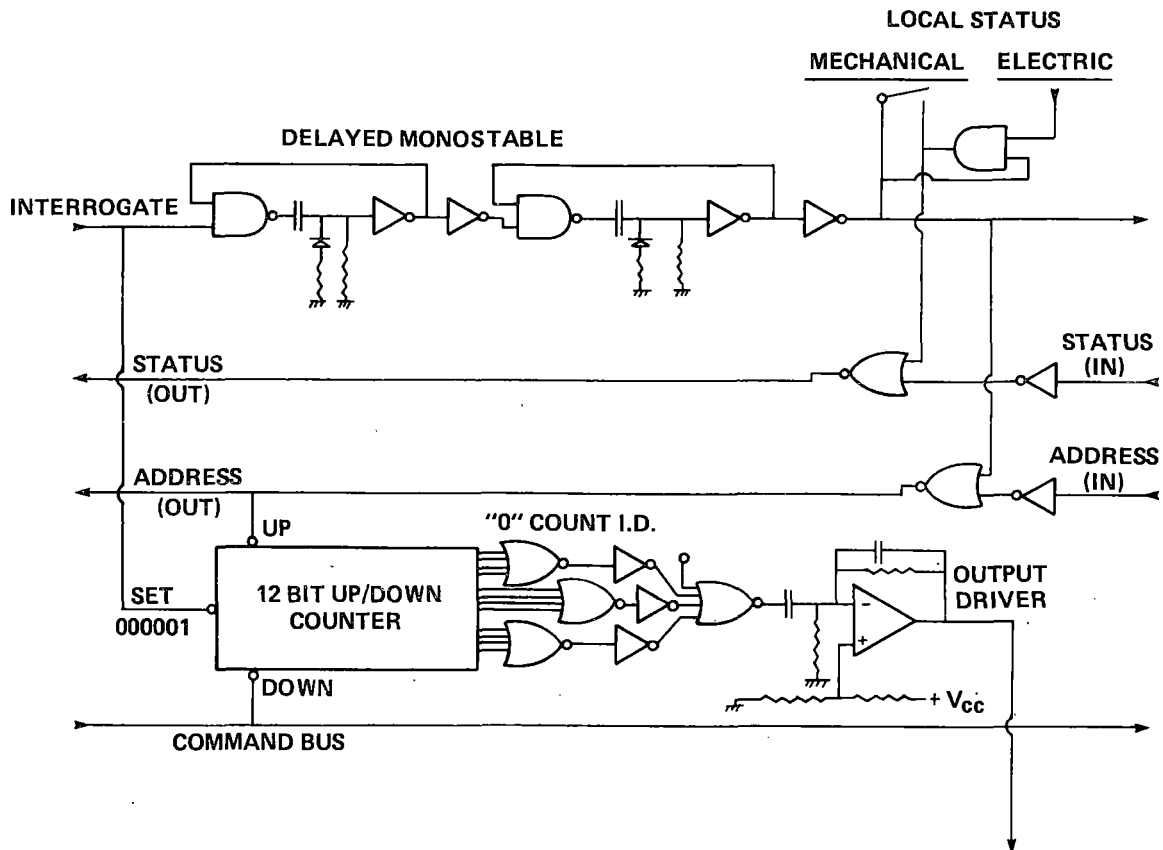 LOCAL STATUS
MECHANICAL ELECTRIC
DELAYED MONOSTABLE
INTERROGATE
STATUS
(OUT)
STATUS
(IN)
ADDRESS
(OUT)
ADDRESS
(IN)
UP
"0" COUNT I.D.
SET
000001
12 BIT UP/DOWN
COUNTER
OUTPUT
DRIVER
−
+
DOWN
+ Vcc
COMMAND BUS